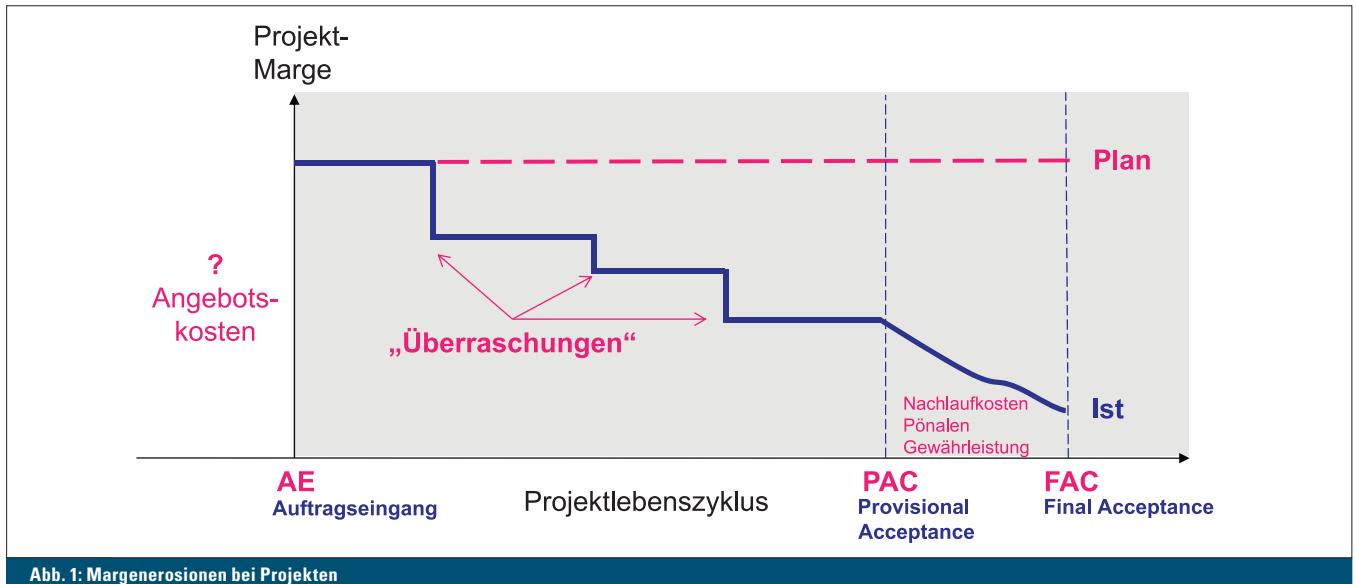 Projekt-
Marge
Plan
?
Angebots-
kosten
„Überraschungen“
Nachlaufkosten
Pönalen
Gewährleistung
Ist
AE
Auftragseingang
Projektlebenszyklus
PAC
Provisional
Acceptance
FAC
Final Acceptance
Abb. 1: Margenerosionen bei Projekten